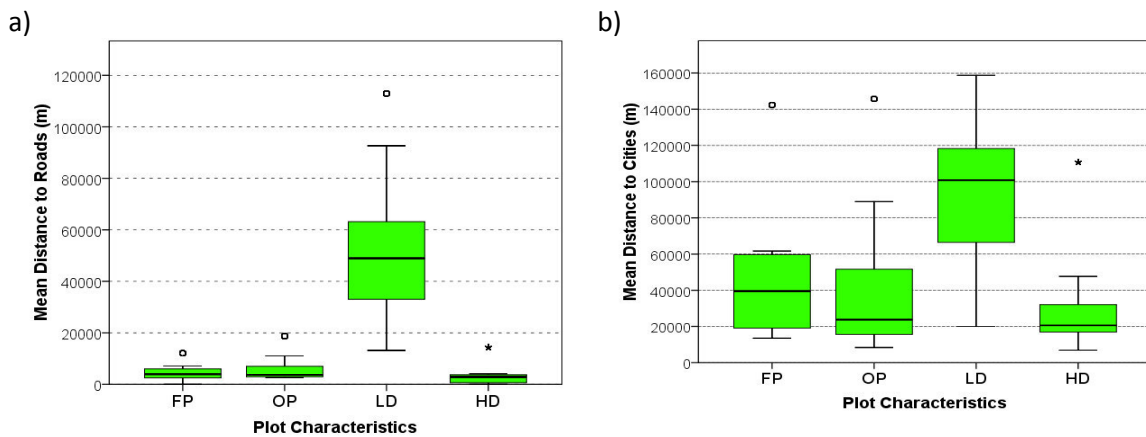 a)
Mean Distance to Roads (m)
120000
100000
80000
60000
40000
20000
0
FP OP LD HD
Plot Characteristics
b)
Mean Distance to Cities (m)
160000
140000
120000
100000
80000
60000
40000
20000
0
FP OP LD HD
Plot Characteristics